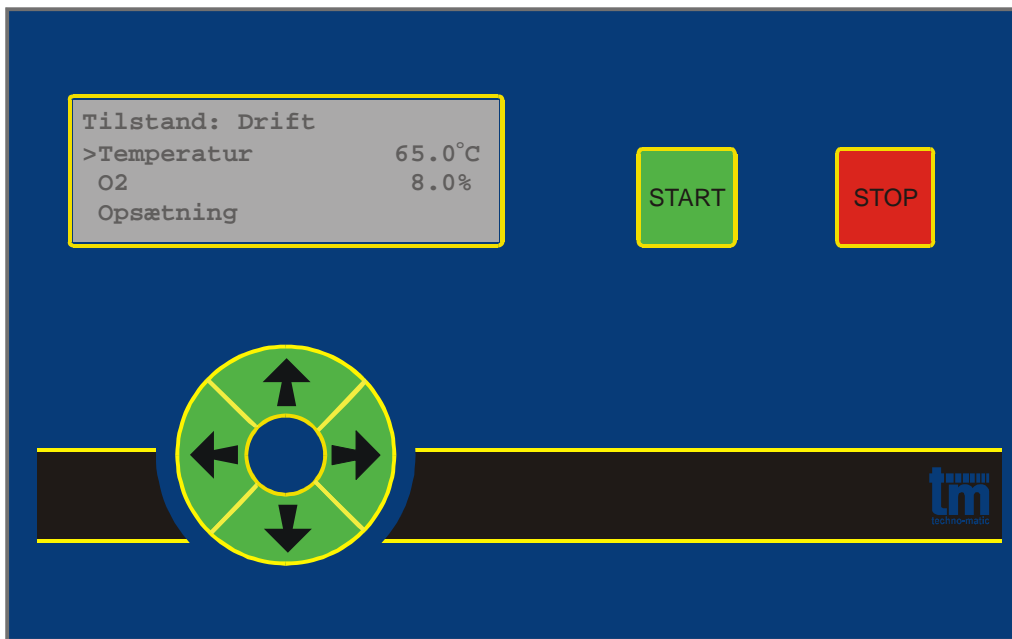 Tilstand: Drift
>Temperatur 65.0°C
O2 8.0%
Opsætning
START
STOP
tm
techno-matic